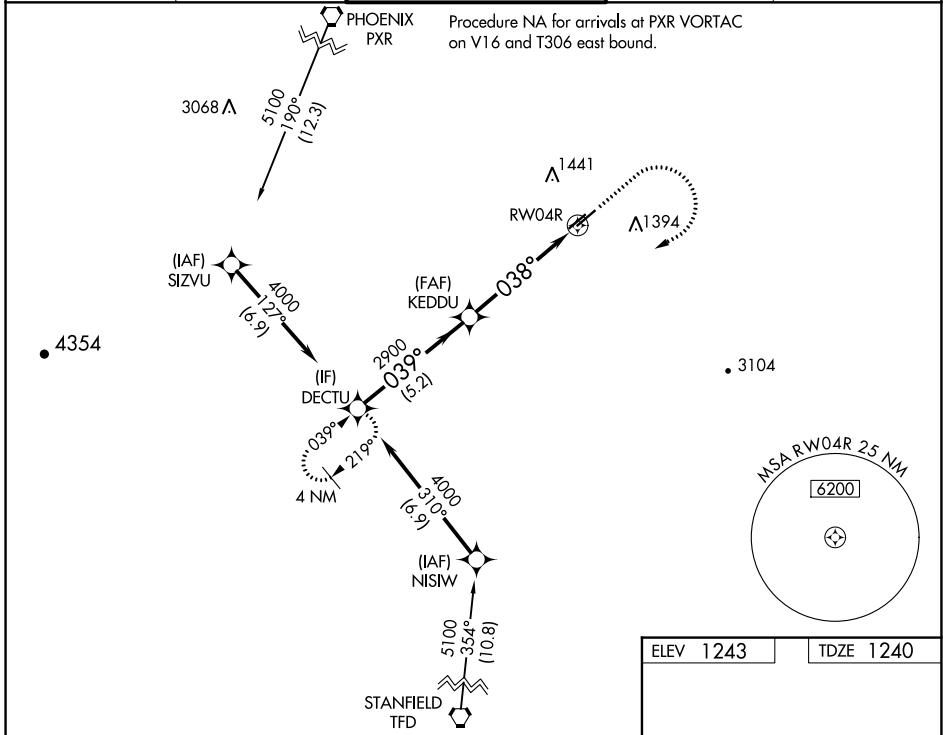 PHOENIX
PXR
Procedure NA for arrivals at PXR VORTAC
on V16 and T306 east bound.
3068
5100
190°
(12.3)
1441
RW04R
1394
(IAF)
SIZVU
4000
127°
(6.9)
(FAF)
KEDDU
038°
4354
(IF)
DECTU
2900
039°
(5.2)
3104
039°
219°
4 NM
4000
310°
(6.9)
MSA RW04R 25 NM
6200
(IAF)
NISIW
5100
354°
(10.8)
STANFIELD
TFD
ELEV 1243
TDZE 1240